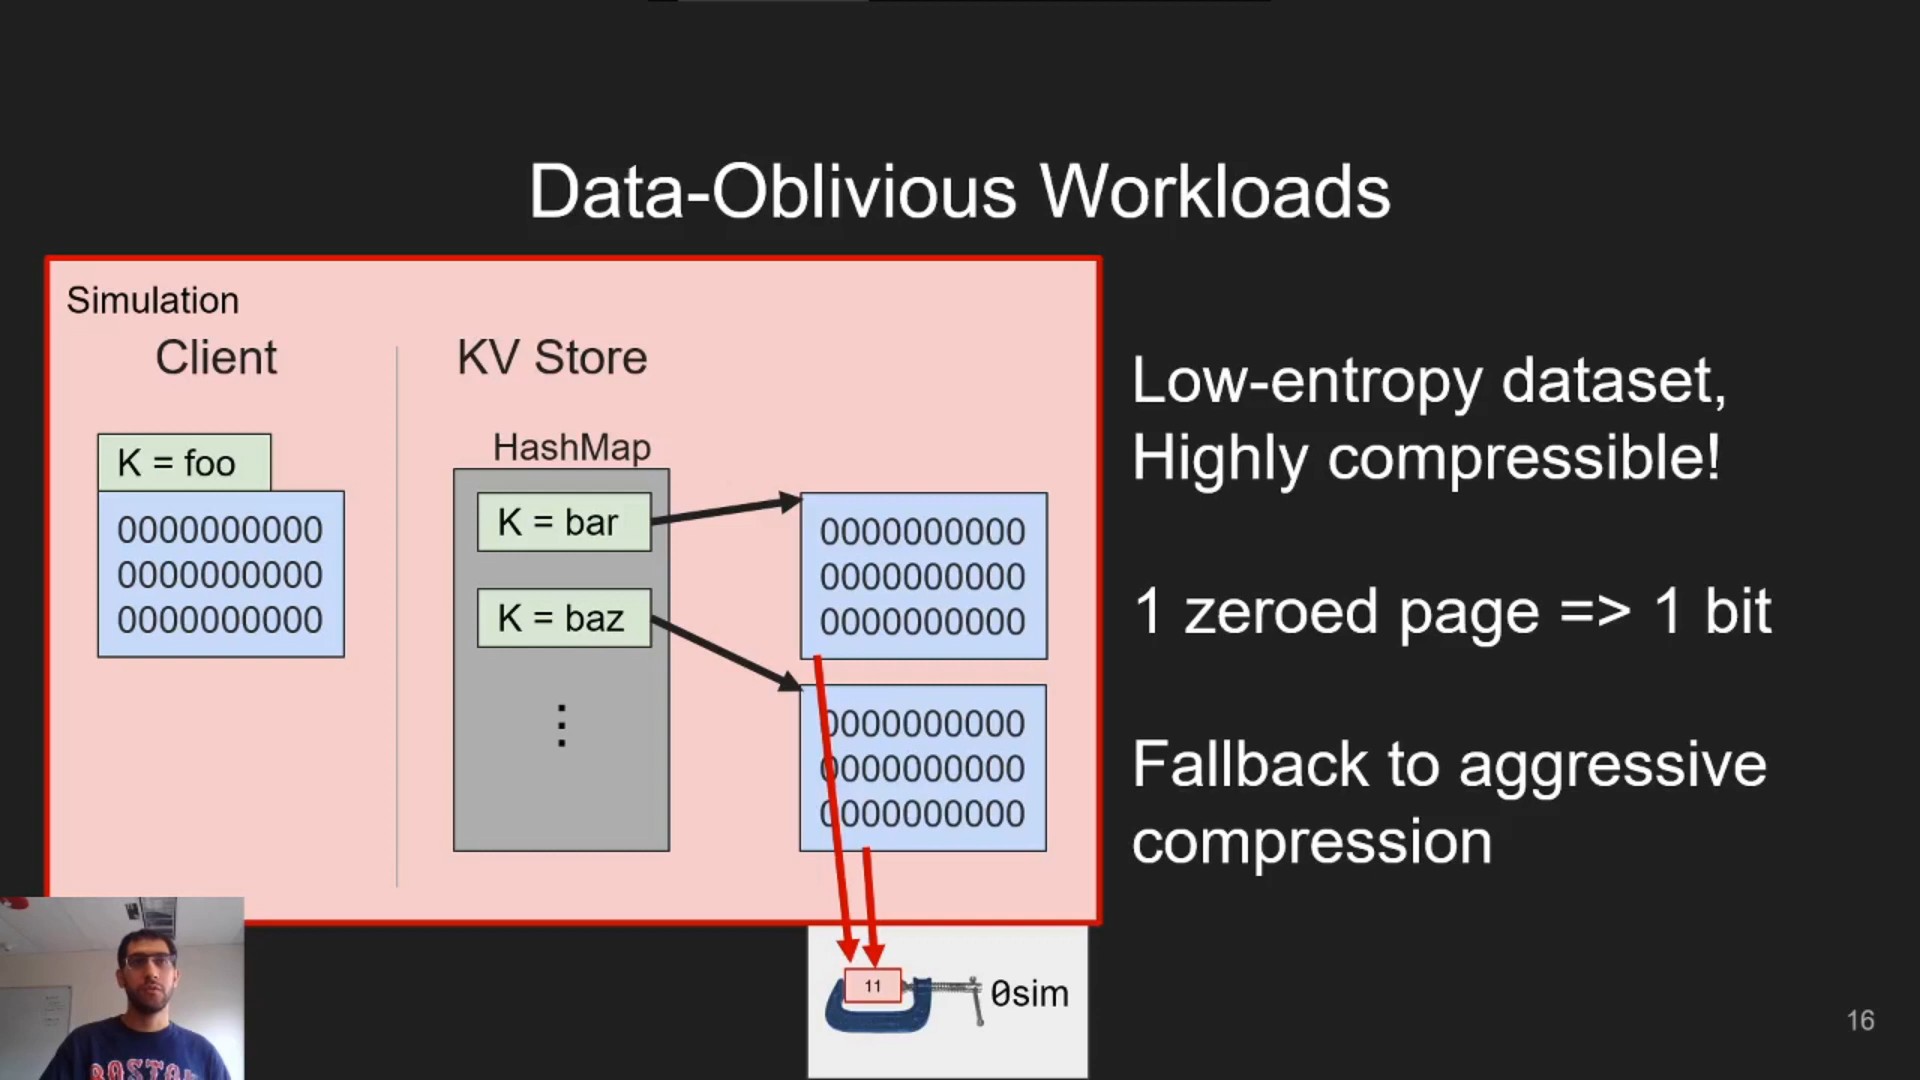 Data-Oblivious Workloads
Simulation
Client
KV Store
HashMap
K = foo
0000000000
0000000000
0000000000
K = bar
K = baz
⋮
0000000000
0000000000
0000000000
0000000000
0000000000
0000000000
Low-entropy dataset,
Highly compressible!
1 zeroed page => 1 bit
Fallback to aggressive
compression
11
0sim
BOSTON
16